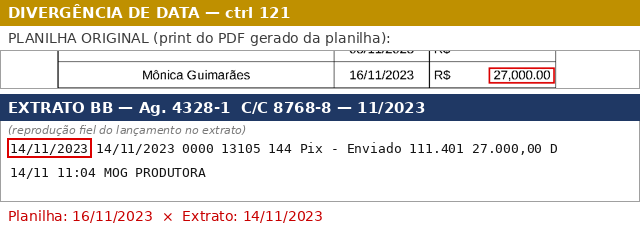 DIVERGÊNCIA DE DATA — ctrl 121
PLANILHA ORIGINAL (print do PDF gerado da planilha):
Mônica Guimarães 16/11/2023 R$ 27,000.00
EXTRATO BB — Ag. 4328-1 C/C 8768-8 — 11/2023
(reprodução fiel do lançamento no extrato)
14/11/2023 14/11/2023 0000 13105 144 Pix - Enviado 111.401 27.000,00 D
14/11 11:04 MOG PRODUTORA
Planilha: 16/11/2023 × Extrato: 14/11/2023